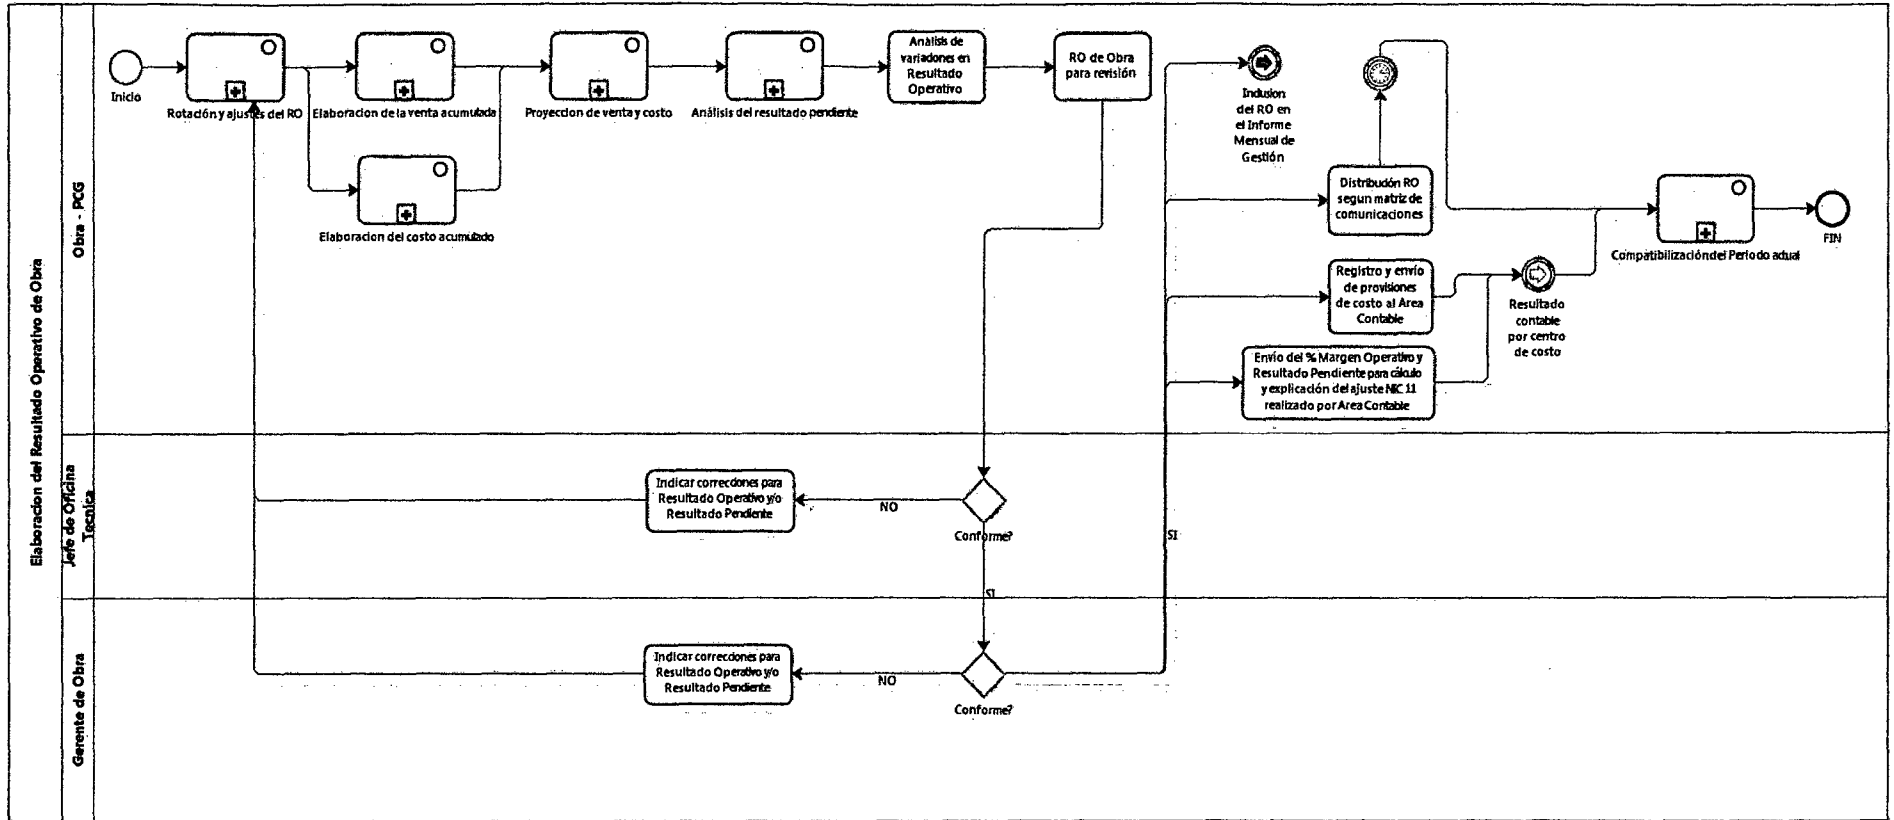 Elaboracion del Resultado Operativo de Obra
Obra - PCG
Inicio
Rotación y ajustes del RO
Elaboracion de la venta acumulada
Elaboracion del costo acumulado
Proyeccion de venta y costo
Análisis del resultado pendiente
Análisis de
variaciones en
Resultado
Operativo
RO de Obra
para revisión
Inclusion
del RO en
el Informe
Mensual de
Gestión
Distribución RO
segun matriz de
comunicaciones
Registro y envío
de provisiones
de costo al Area
Contable
Envío del % Margen Operativo y
Resultado Pendiente para cálculo
y explicación del ajuste NIC 11
realizado por Area Contable
Resultado
contable
por centro
de costo
Compatibilización del Periodo actual
FIN
Jefe de Oficina
Tecnica
Indicar correcciones para
Resultado Operativo y/o
Resultado Pendiente
NO
Conforme?
SI
SI
Gerente de Obra
Indicar correcciones para
Resultado Operativo y/o
Resultado Pendiente
NO
Conforme?